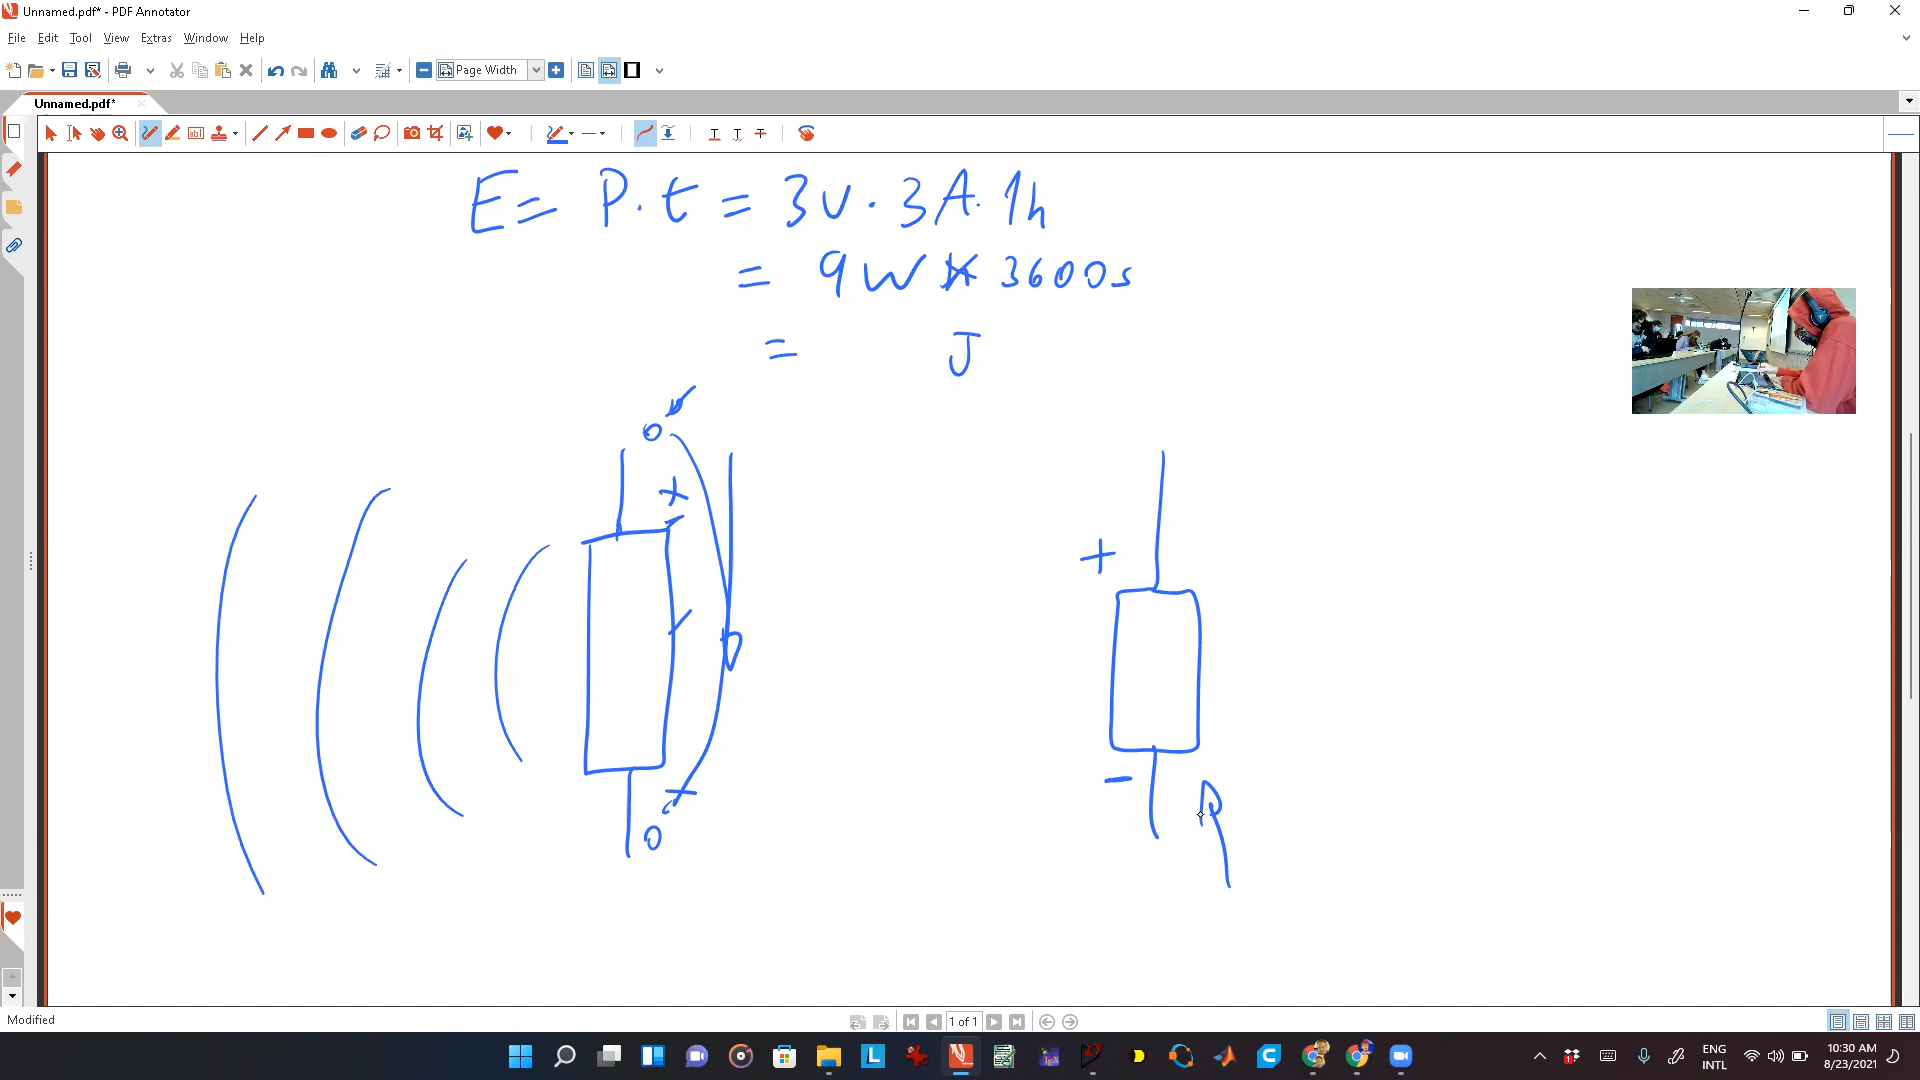 Unnamed.pdf* - PDF Annotator
File Edit Tool View Extras Window Help
Page Width
Unnamed.pdf*
E = P . t = 3V . 3A . 1h
= 9W 3600s
= J
+
+
-
Modified
1 of 1
ENG
INTL
10:30 AM
8/23/2021